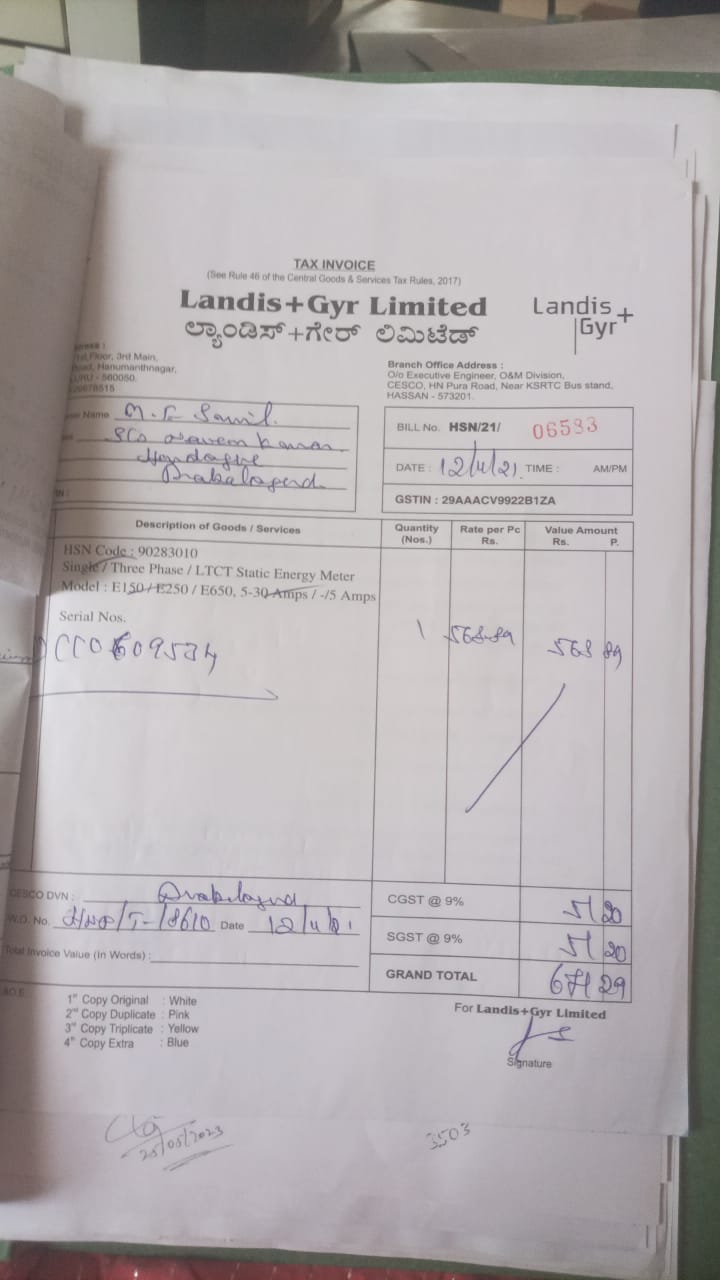 TAX INVOICE
(See Rule 46 of the Central Goods & Services Tax Rules, 2017)
Landis+Gyr Limited
ಲ್ಯಾಂಡಿಸ್+ಗೇರ್ ಲಿಮಿಟೆಡ್
Landis+
Gyr
Floor, 3rd Main,
Hanumanthnagar,
560050.
Branch Office Address :
O/o Executive Engineer, O&M Division,
CESCO, HN Pura Road, Near KSRTC Bus stand,
HASSAN - 573201.
Name
BILL No. HSN/21/ 06583
DATE : 12/4/21 TIME : AM/PM
GSTIN : 29AAACV9922B1ZA
Description of Goods / Services
Quantity
(Nos.)
Rate per Pc
Rs.
Value Amount
Rs. P.
HSN Code : 90283010
Single / Three Phase / LTCT Static Energy Meter
Model : E150 / E250 / E650, 5-30 Amps / -/5 Amps
Serial Nos.
1 568-89 568 89
CESCO DVN :
W.O. No. Date 12/4/21
Total Invoice Value (In Words) :
CGST @ 9% 51 20
SGST @ 9% 51 20
GRAND TOTAL 671 29
1st Copy Original : White
2nd Copy Duplicate : Pink
3rd Copy Triplicate : Yellow
4th Copy Extra : Blue
For Landis+Gyr Limited
Signature
25/05/2023
3503